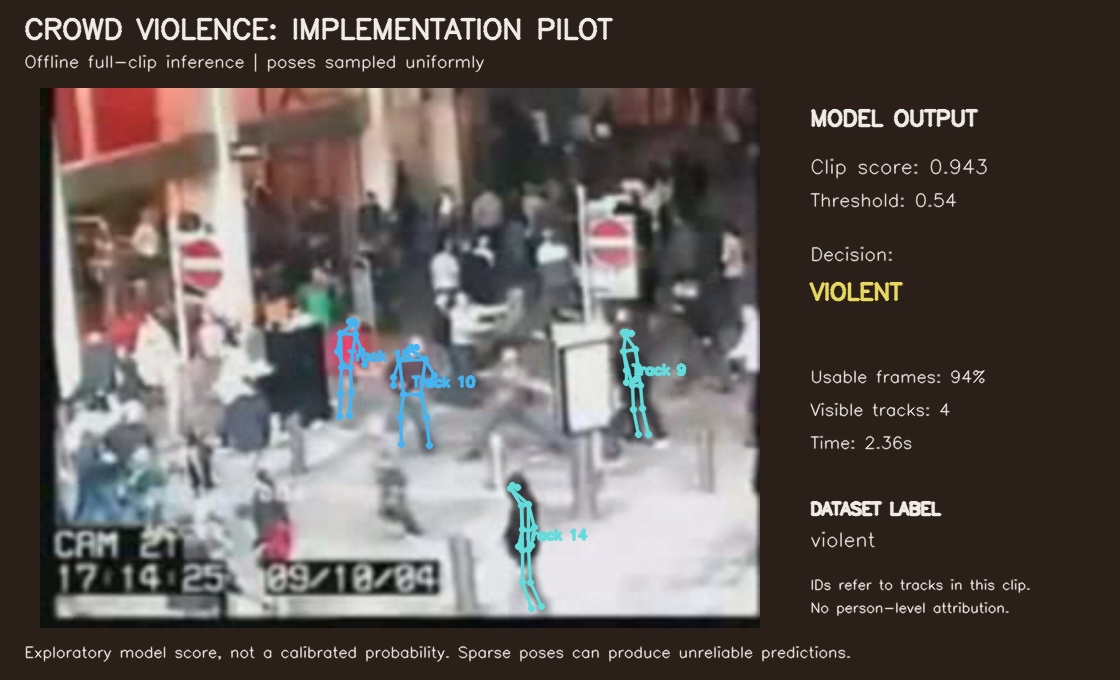 CROWD VIOLENCE: IMPLEMENTATION PILOT
Offline full-clip inference | poses sampled uniformly
MODEL OUTPUT
Clip score: 0.943
Threshold: 0.54
Decision:
VIOLENT
Usable frames: 94%
Visible tracks: 4
Time: 2.36s
DATASET LABEL
violent
IDs refer to tracks in this clip.
No person-level attribution.
Track 10
Track 9
Track 14
CAM 21
17:14:25 09/10/04
Exploratory model score, not a calibrated probability. Sparse poses can produce unreliable predictions.